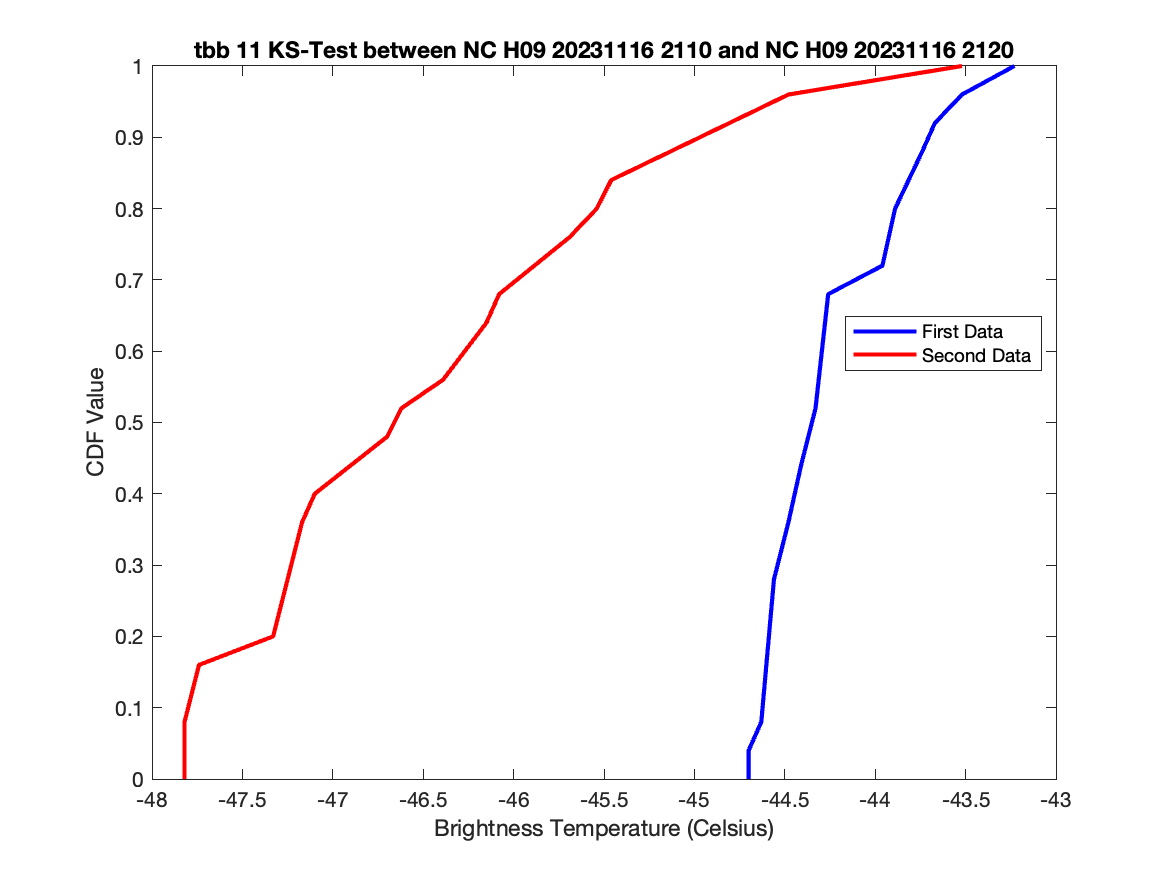 tbb 11 KS-Test between NC H09 20231116 2110 and NC H09 20231116 2120
1
0.9
0.8
0.7
0.6
0.5
0.4
0.3
0.2
0.1
0
CDF Value
First Data
Second Data
-48 -47.5 -47 -46.5 -46 -45.5 -45 -44.5 -44 -43.5 -43
Brightness Temperature (Celsius)